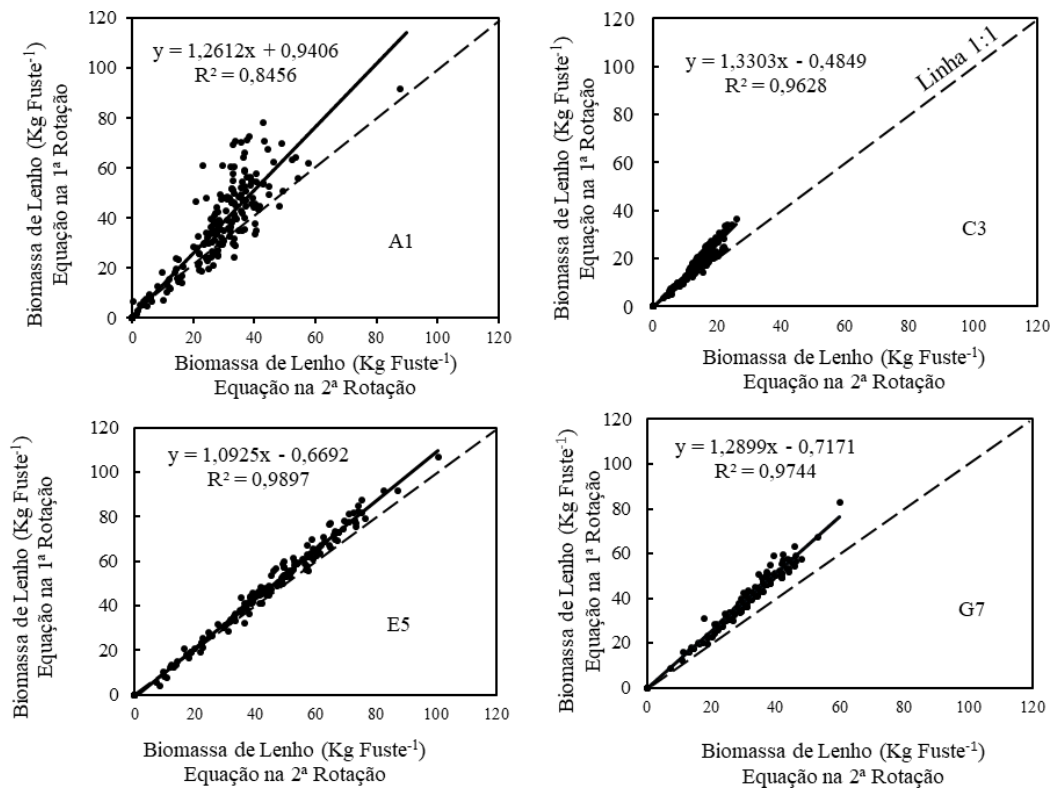 Biomassa de Lenho (Kg Fuste⁻¹)
Equação na 1ª Rotação
120
100
80
60
40
20
0
y = 1,2612x + 0,9406
R² = 0,8456
A1
0 20 40 60 80 100 120
Biomassa de Lenho (Kg Fuste⁻¹)
Equação na 2ª Rotação
Biomassa de Lenho (Kg Fuste⁻¹)
Equação na 1ª Rotação
120
100
80
60
40
20
0
y = 1,3303x - 0,4849
R² = 0,9628
Linha 1:1
C3
0 20 40 60 80 100 120
Biomassa de Lenho (Kg Fuste⁻¹)
Equação na 2ª Rotação
Biomassa de Lenho (Kg Fuste⁻¹)
Equação na 1ª Rotação
120
100
80
60
40
20
0
y = 1,0925x - 0,6692
R² = 0,9897
E5
0 20 40 60 80 100 120
Biomassa de Lenho (Kg Fuste⁻¹)
Equação na 2ª Rotação
Biomassa de Lenho (Kg Fuste⁻¹)
Equação na 1ª Rotação
120
100
80
60
40
20
0
y = 1,2899x - 0,7171
R² = 0,9744
G7
0 20 40 60 80 100 120
Biomassa de Lenho (Kg Fuste⁻¹)
Equação na 2ª Rotação